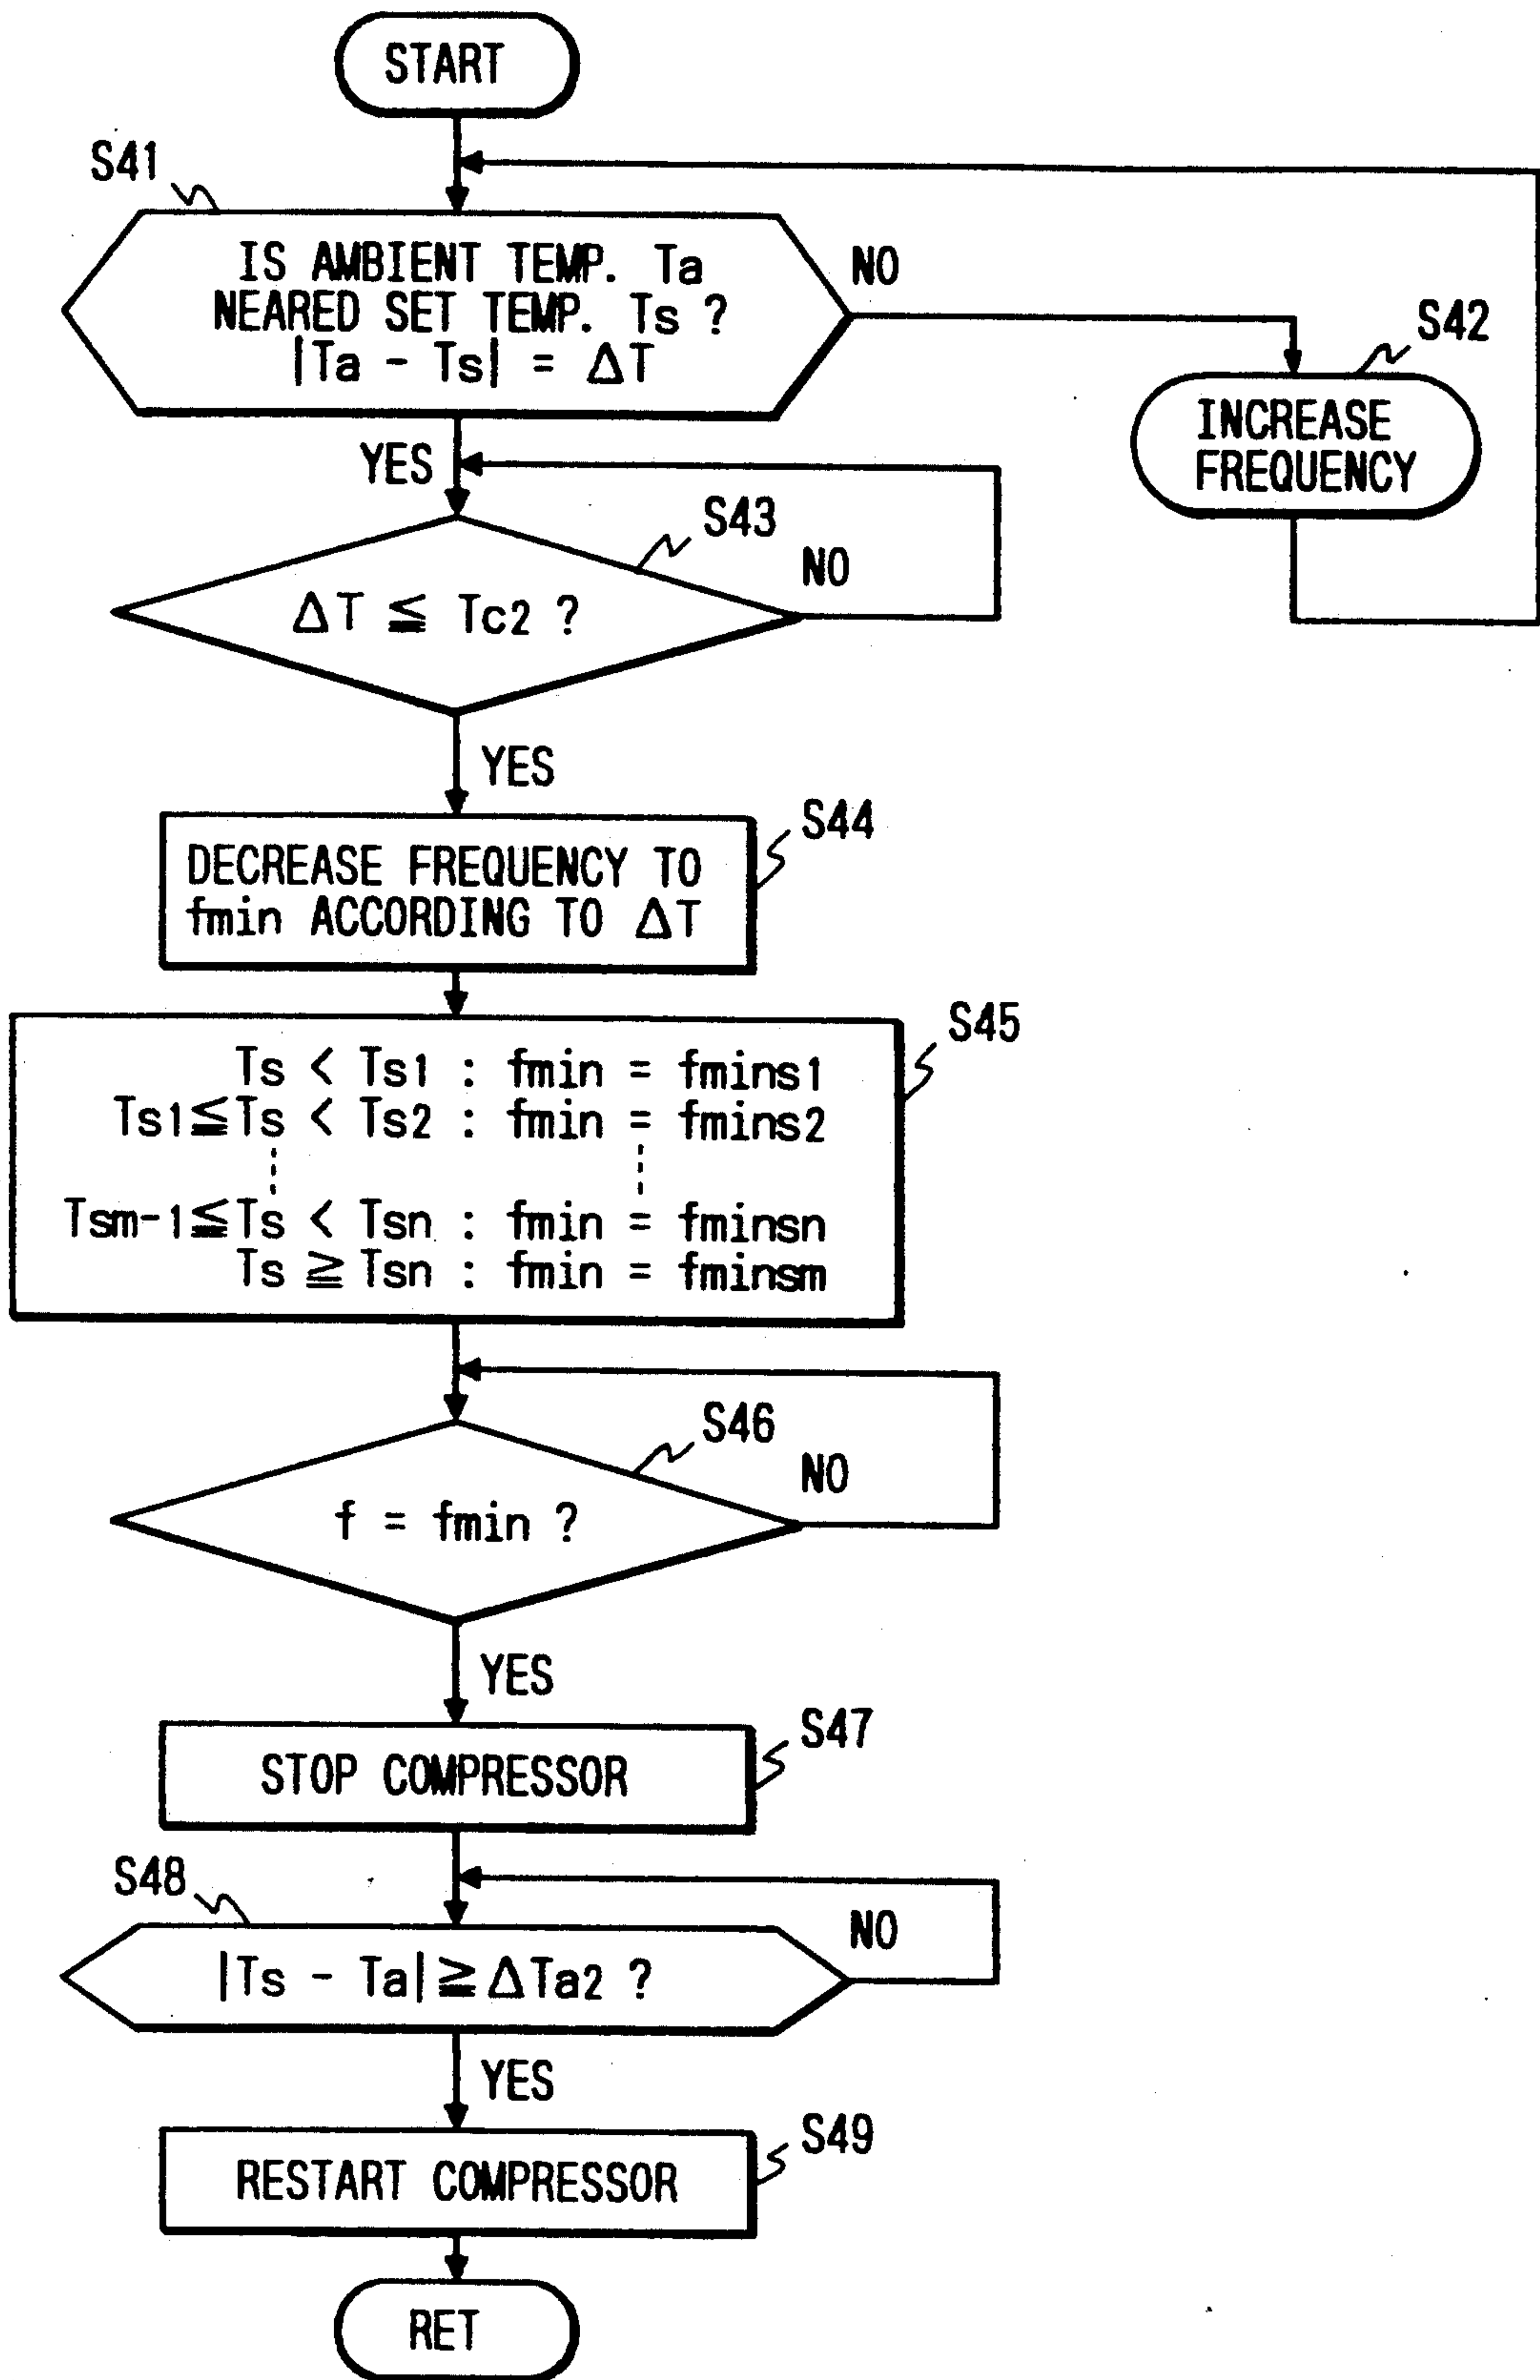 START
S41
IS AMBIENT TEMP. Ta
NEARED SET TEMP. Ts ?
|Ta - Ts| = ΔT
NO
S42
INCREASE
FREQUENCY
YES
S43
NO
ΔT ≦ Tc2 ?
YES
S44
DECREASE FREQUENCY TO
fmin ACCORDING TO ΔT
S45
Ts < Ts1 : fmin = fmins1
Ts1≦Ts < Ts2 : fmin = fmins2
Tsm-1≦Ts < Tsn : fmin = fminsn
Ts ≧ Tsn : fmin = fminsm
S46
NO
f = fmin ?
YES
S47
STOP COMPRESSOR
S48
NO
|Ts - Ta| ≧ ΔTa2 ?
YES
S49
RESTART COMPRESSOR
RET